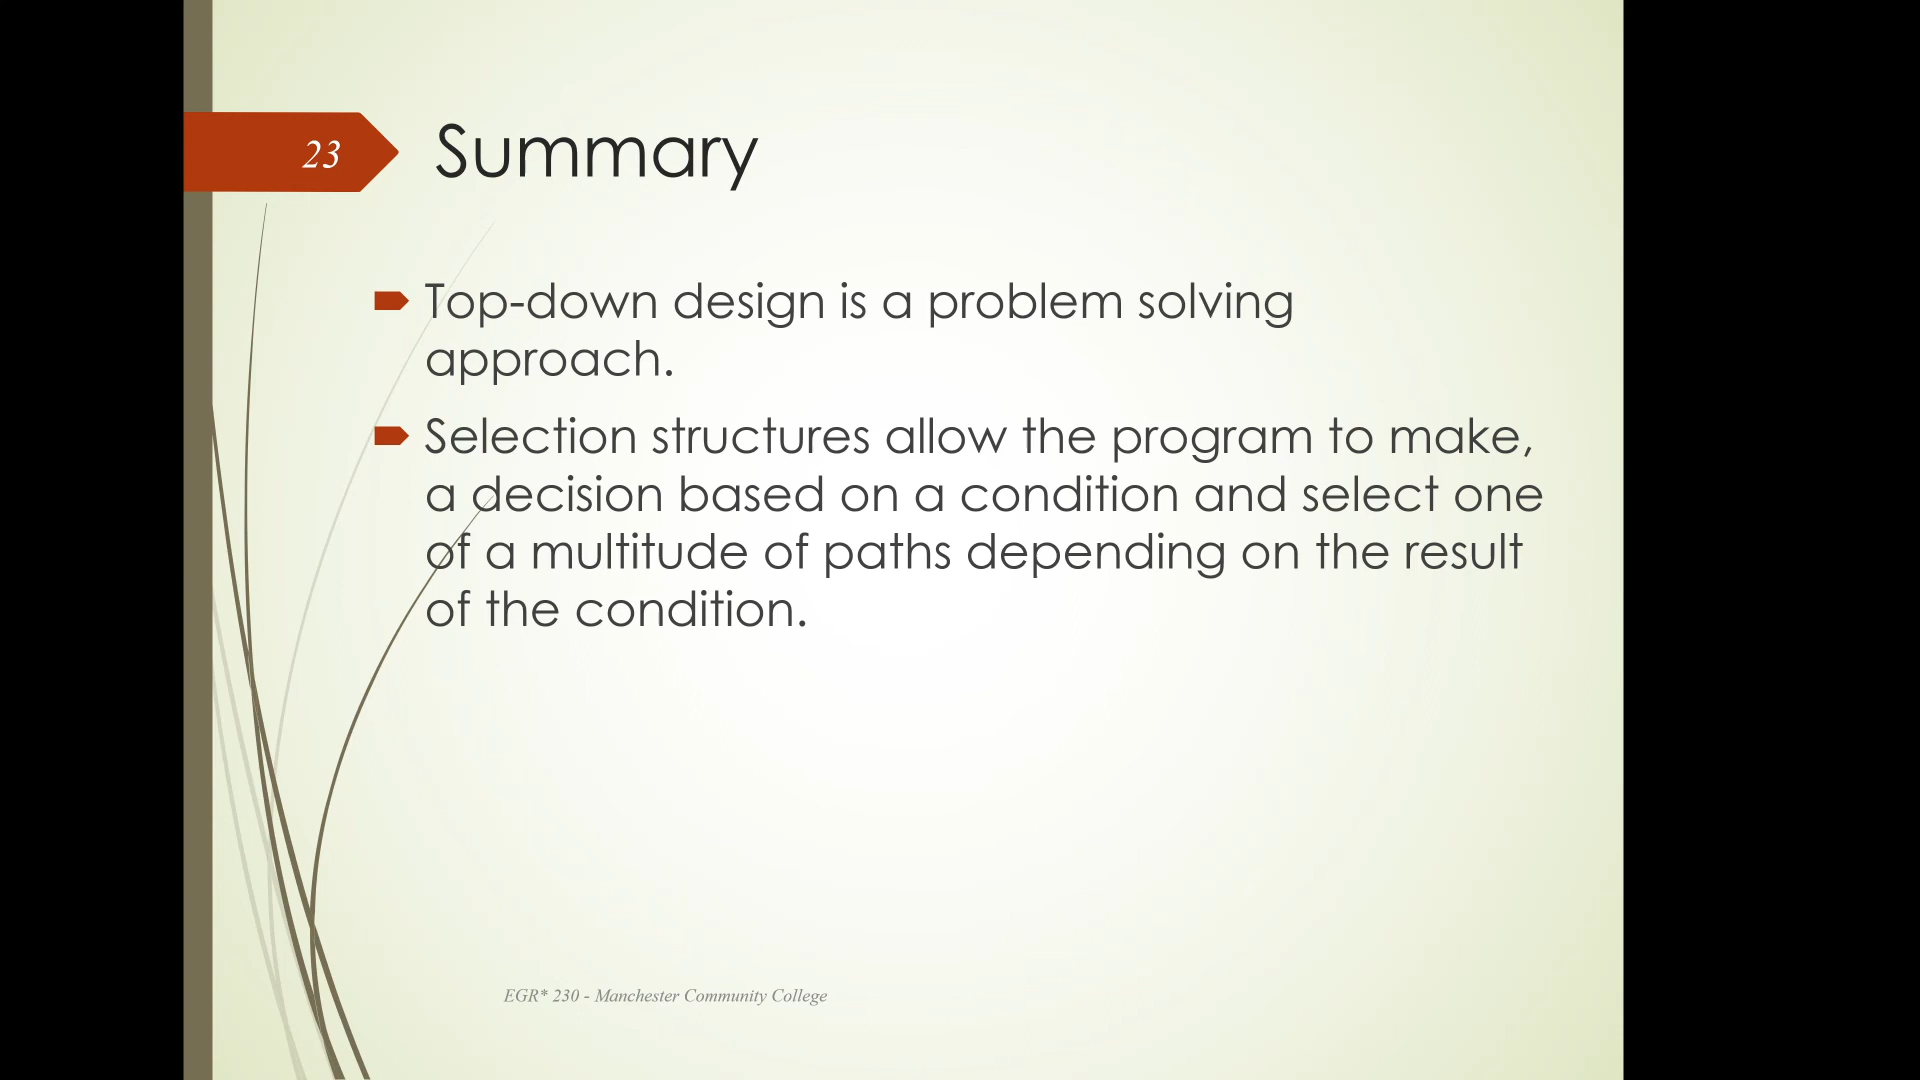 23
Summary
Top-down design is a problem solving
approach.
Selection structures allow the program to make,
a decision based on a condition and select one
of a multitude of paths depending on the result
of the condition.
EGR* 230 - Manchester Community College